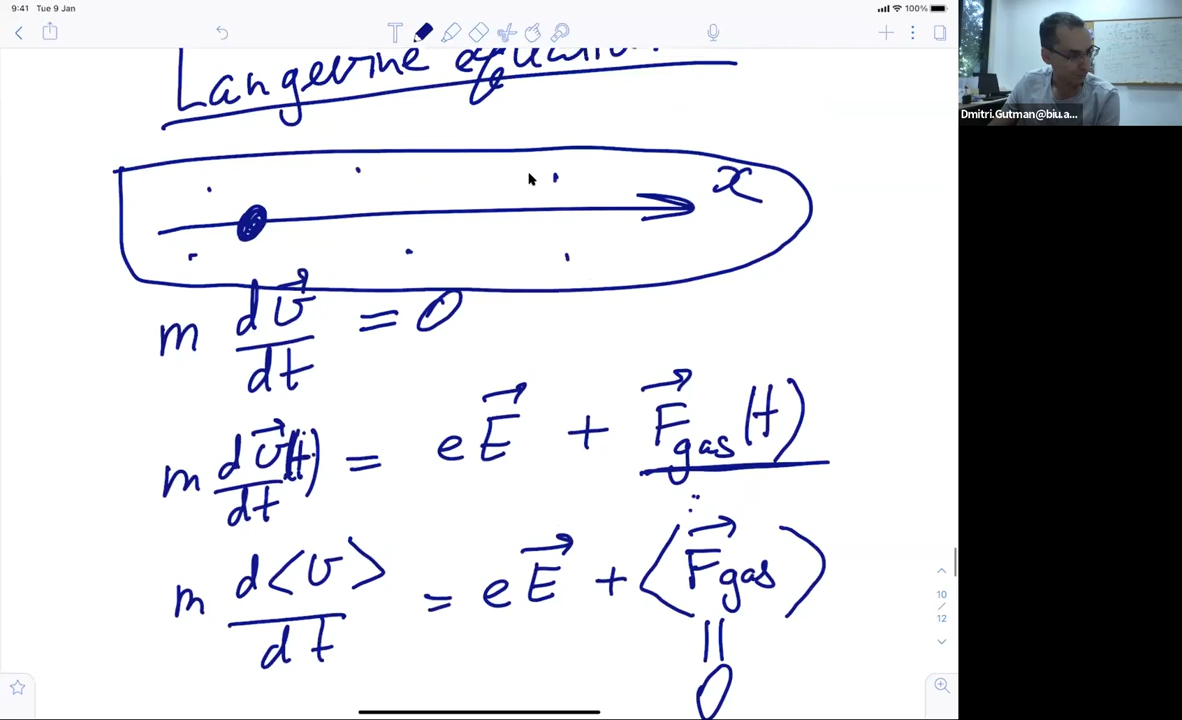 9:41 Tue 9 Jan
100%
Langevine equation
x
m dv⃗/dt = 0
m dv⃗(t)/dt = eE⃗ + F⃗gas(t)
m d<v>/dt = eE⃗ + <F⃗gas>
||
0
10
/
12
Dmitri.Gutman@biu.a...